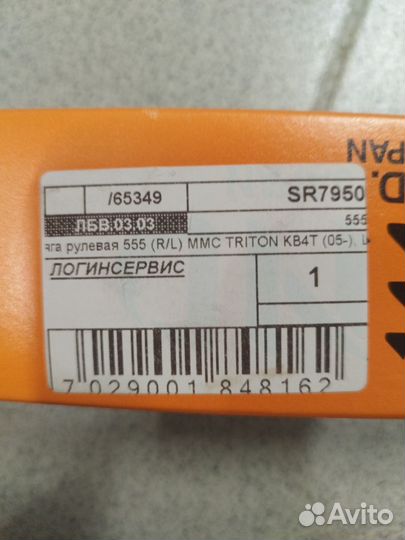 /65349 SR7950
ПБВ.03.03 555
яга рулевая 555 (R/L) MMC TRITON KB4T (05-),
ЛОГИНСЕРВИС 1
7 029001 848162
D.
PAN
Avito